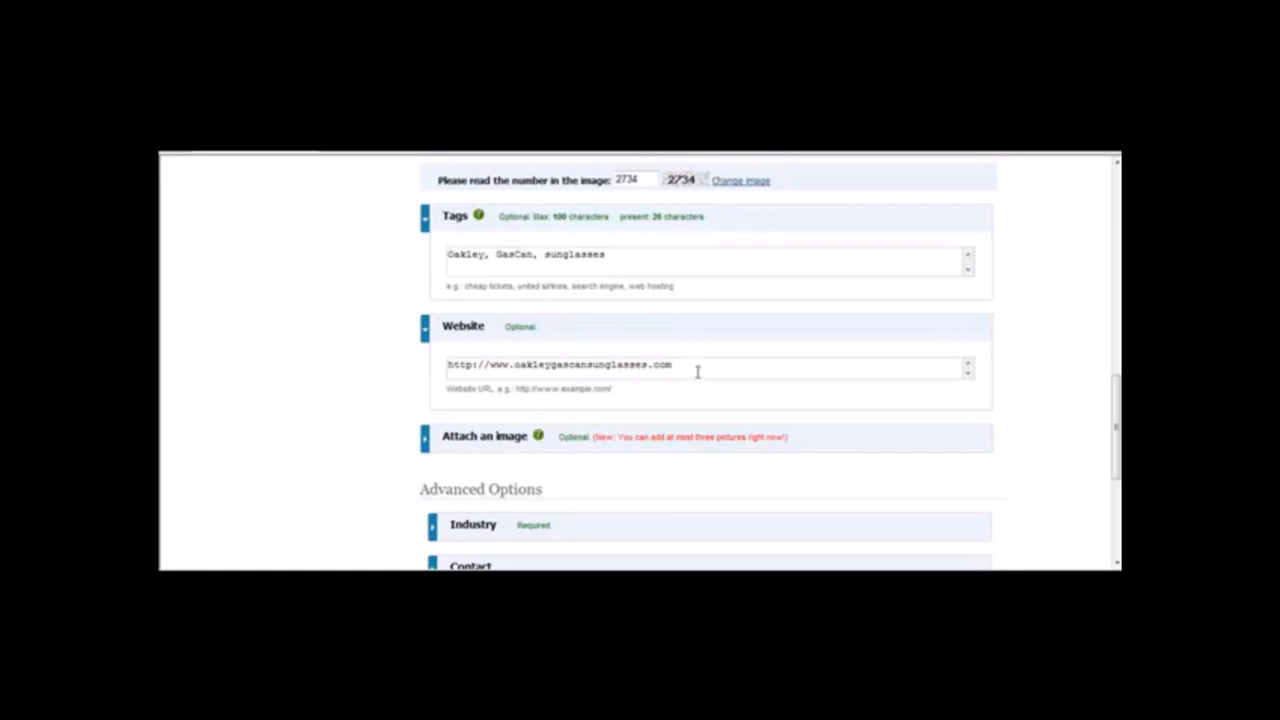 Please read the number in the image: 2734 2734 Change image
Tags ? Optional. Max: 100 characters present: 26 characters
Oakley, GasCan, sunglasses
e.g.: cheap tickets, united airlines, search engine, web hosting
Website Optional
http://www.oakleygascansunglasses.com
Website URL, e.g.: http://www.example.com/
Attach an image ? Optional (New: You can add at most three pictures right now!)
Advanced Options
Industry Required
Contact